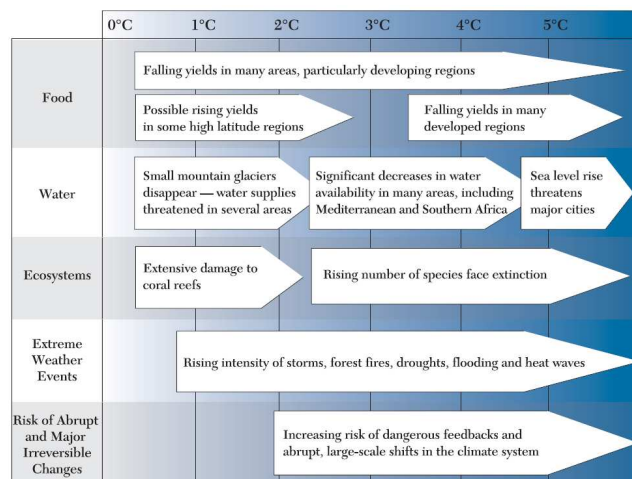 0°C 1°C 2°C 3°C 4°C 5°C
Food
Falling yields in many areas, particularly developing regions
Possible rising yields
in some high latitude regions
Falling yields in many
developed regions
Water
Small mountain glaciers
disappear — water supplies
threatened in several areas
Significant decreases in water
availability in many areas, including
Mediterranean and Southern Africa
Sea level rise
threatens
major cities
Ecosystems
Extensive damage to
coral reefs
Rising number of species face extinction
Extreme
Weather
Events
Rising intensity of storms, forest fires, droughts, flooding and heat waves
Risk of Abrupt
and Major
Irreversible
Changes
Increasing risk of dangerous feedbacks and
abrupt, large-scale shifts in the climate system